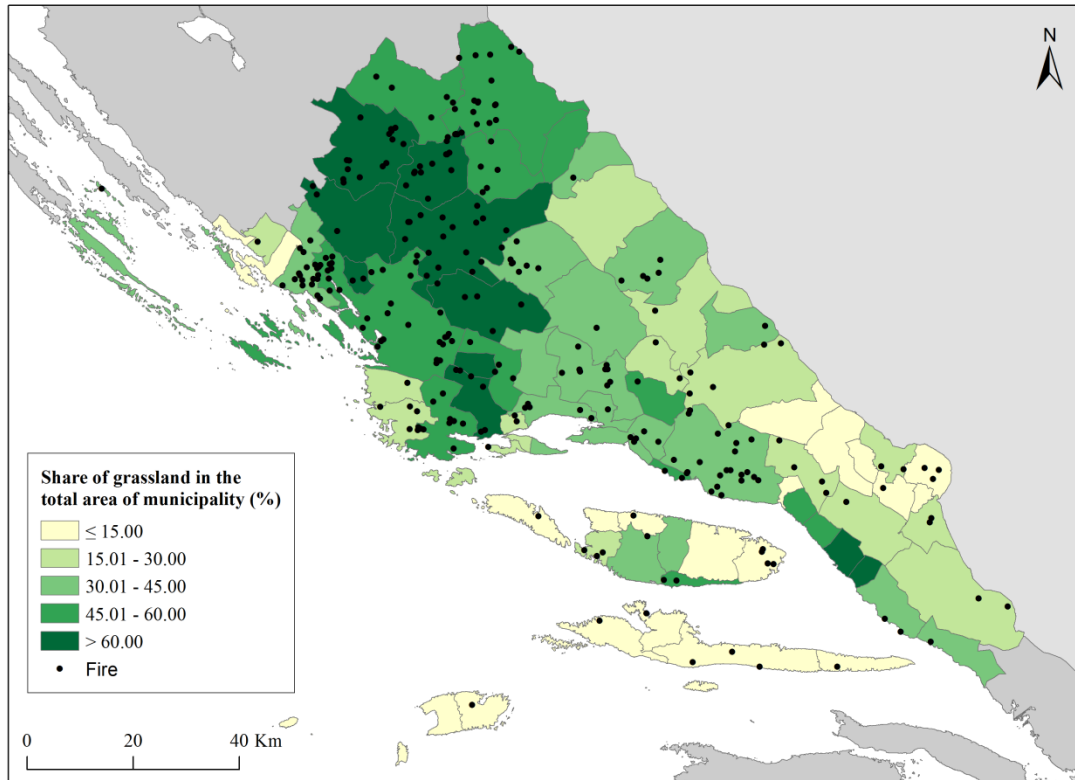 N
Share of grassland in the
total area of municipality (%)
≤ 15.00
15.01 - 30.00
30.01 - 45.00
45.01 - 60.00
> 60.00
Fire
0 20 40 Km